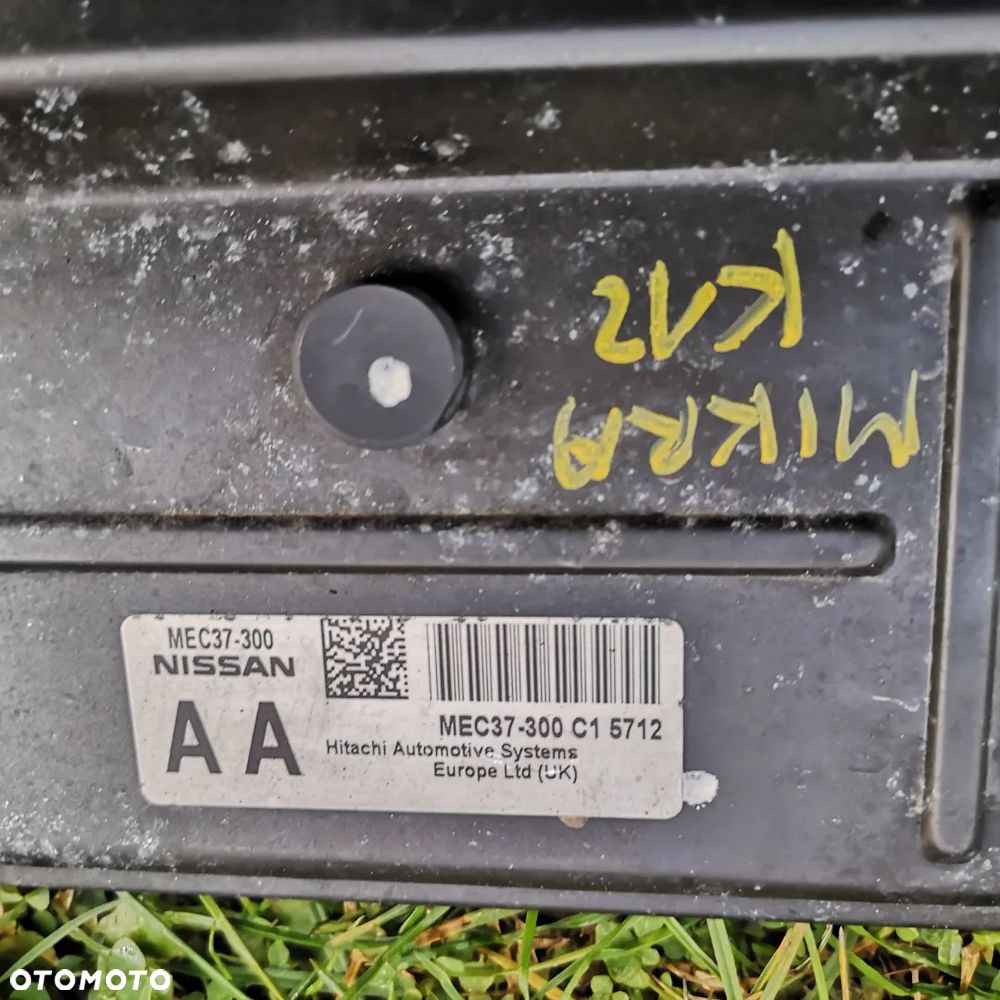 MIKRA
K12
MEC37-300
NISSAN
AA
MEC37-300 C1 5712
Hitachi Automotive Systems
Europe Ltd (UK)
OTOMOTO